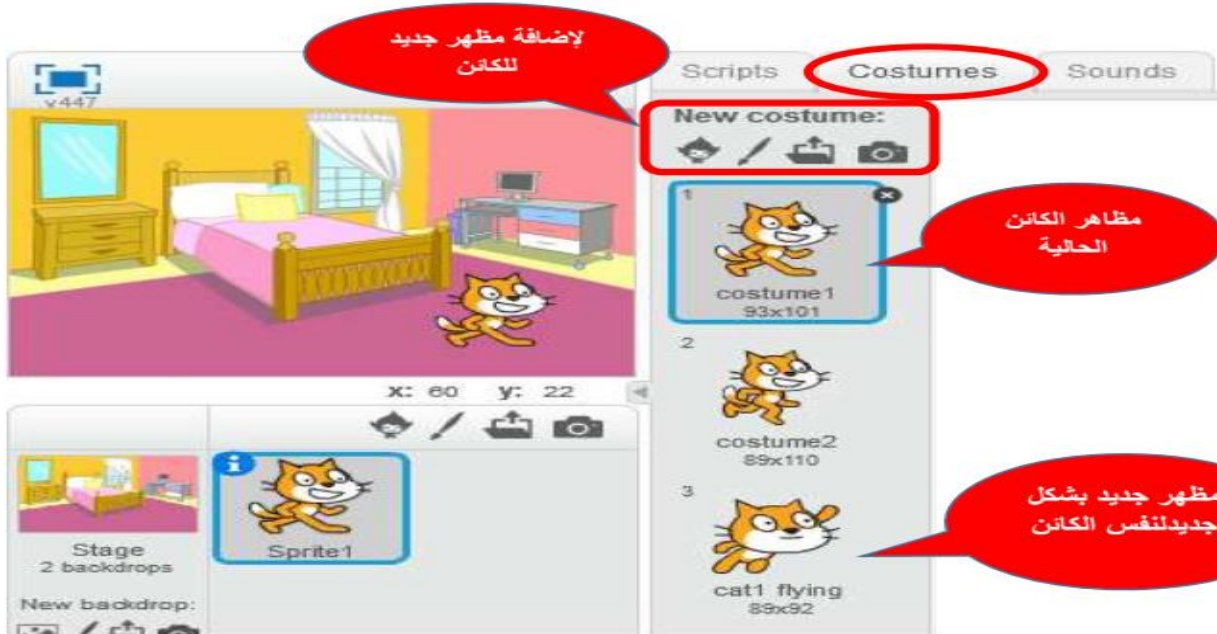 لإضافة مظهر جديد
للكائن
v447
Scripts
Costumes
Sounds
New costume:
1
costume1
93x101
مظاهر الكائن
الحالية
2
costume2
89x110
3
cat1 flying
89x92
مظهر جديد بشكل
جديدلنفس الكائن
x: 60 y: 22
Stage
2 backdrops
New backdrop:
Sprite1